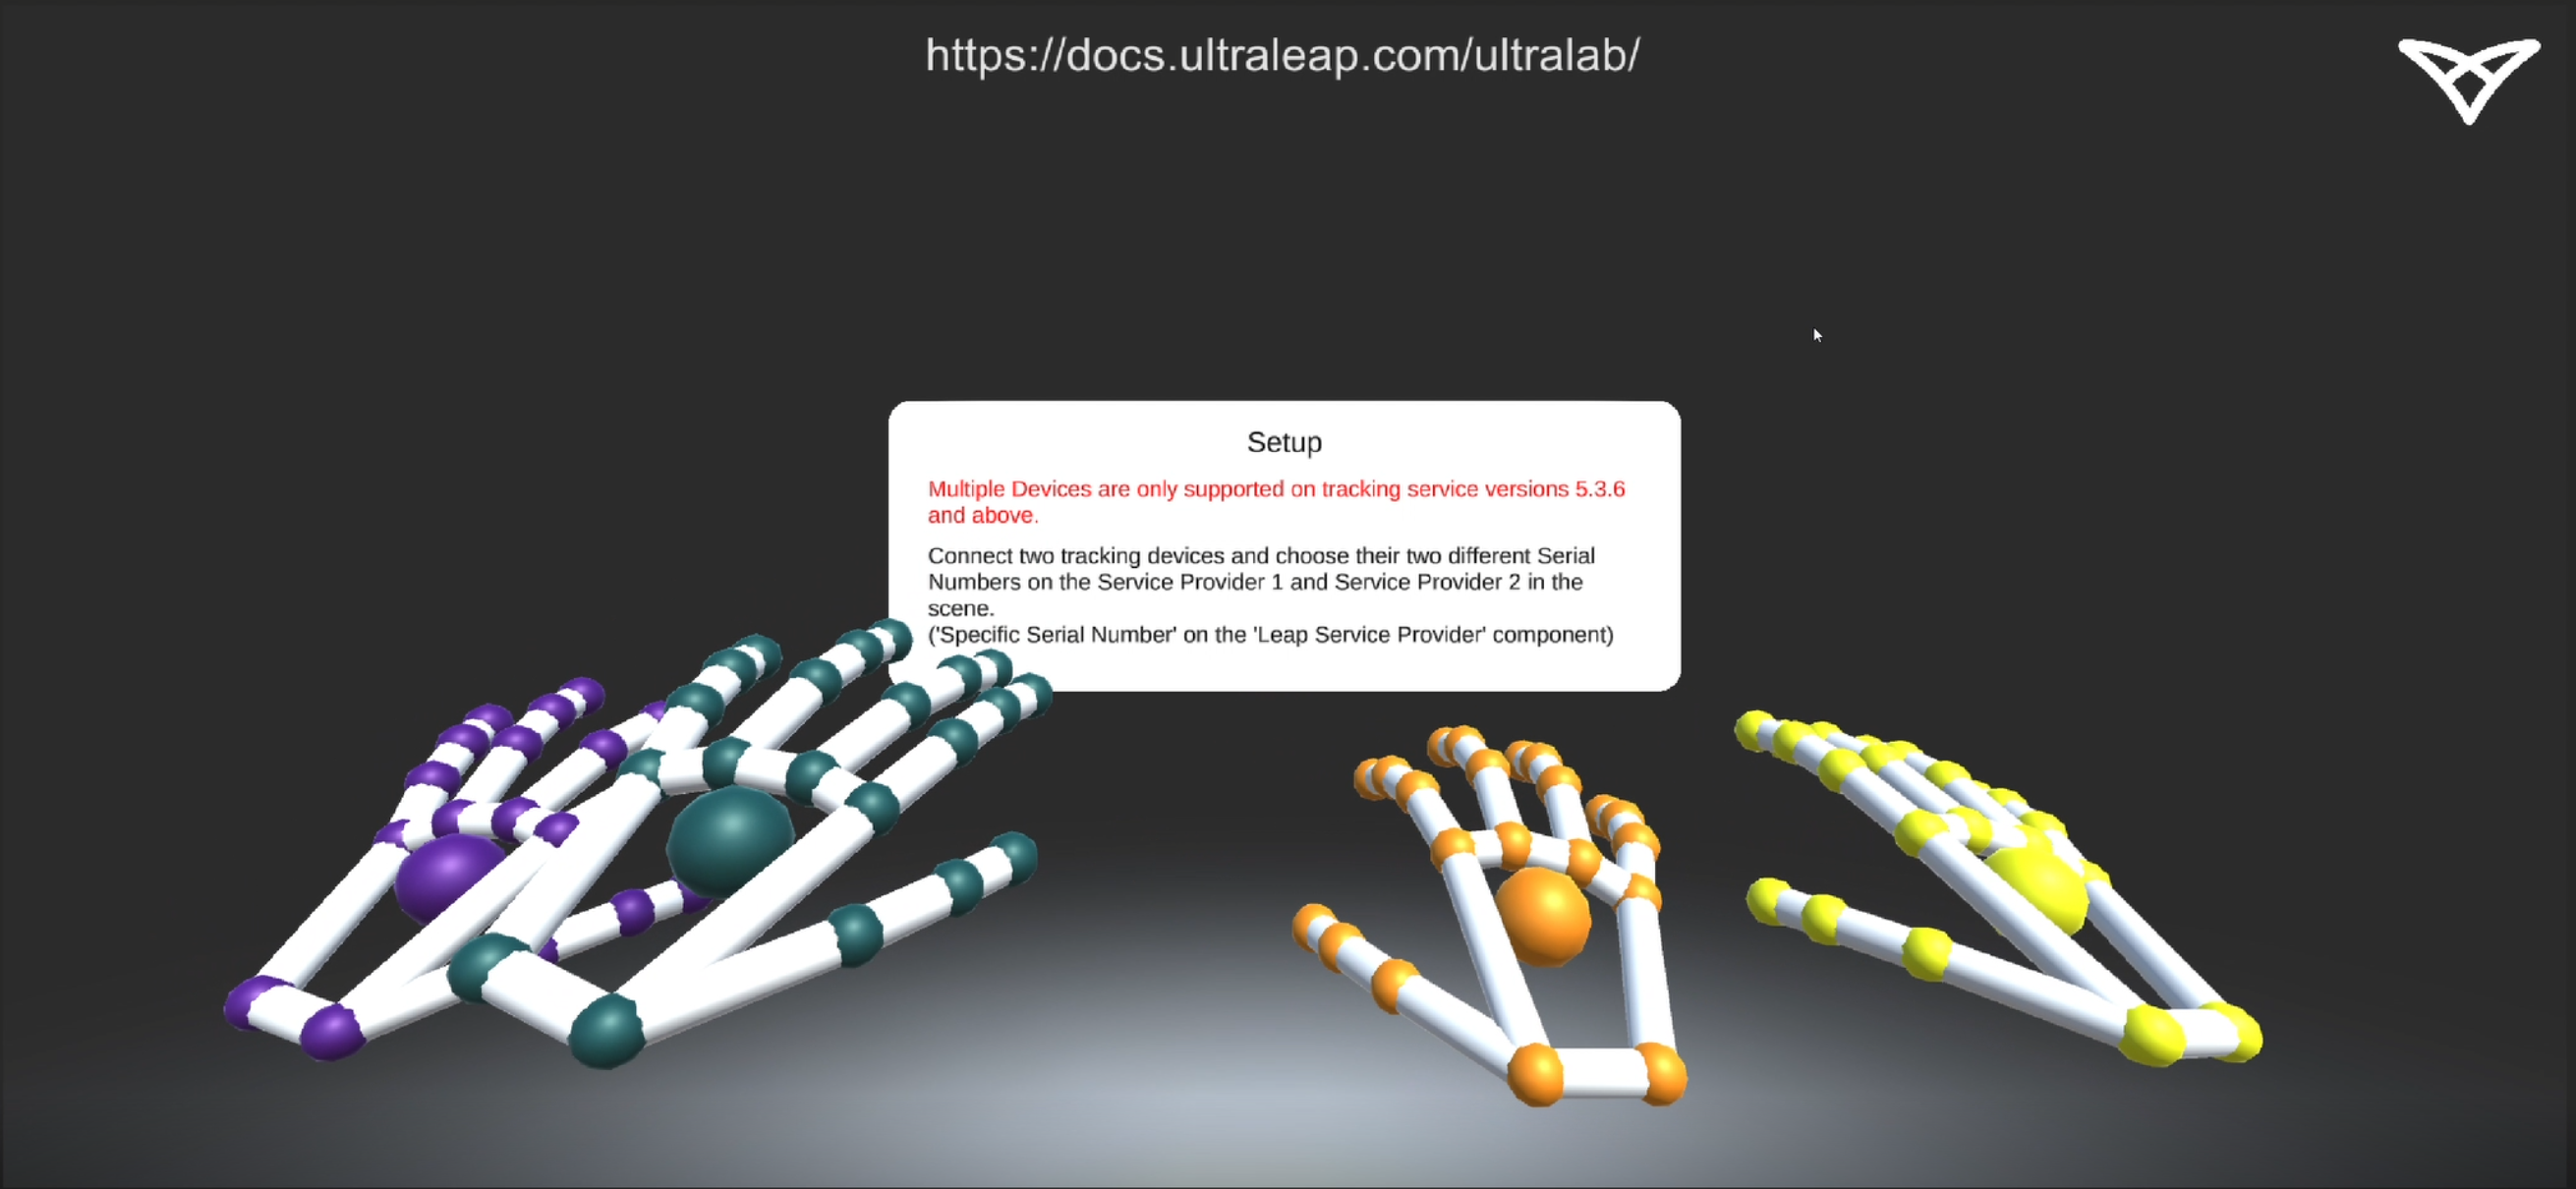 https://docs.ultraleap.com/ultralab/
Setup
Multiple Devices are only supported on tracking service versions 5.3.6
and above.
Connect two tracking devices and choose their two different Serial
Numbers on the Service Provider 1 and Service Provider 2 in the
scene.
('Specific Serial Number' on the 'Leap Service Provider' component)